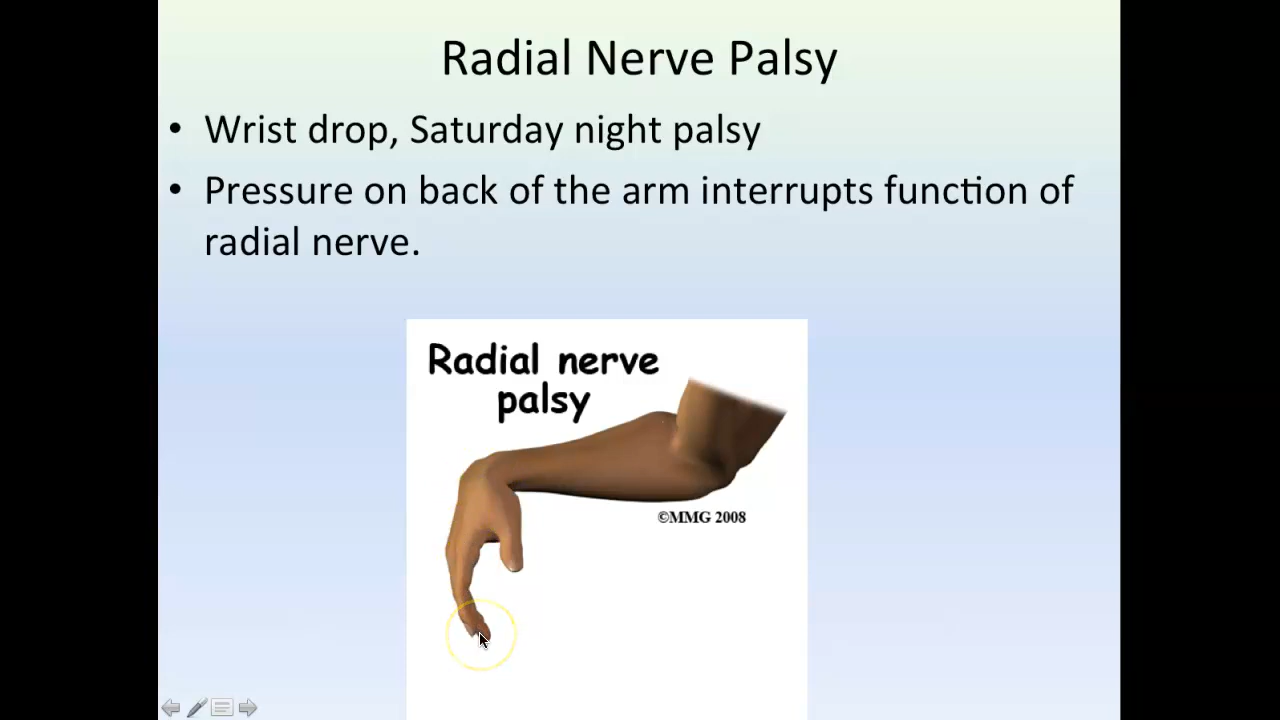 Radial Nerve Palsy
• Wrist drop, Saturday night palsy
• Pressure on back of the arm interrupts function of
radial nerve.
Radial nerve
palsy
©MMG 2008